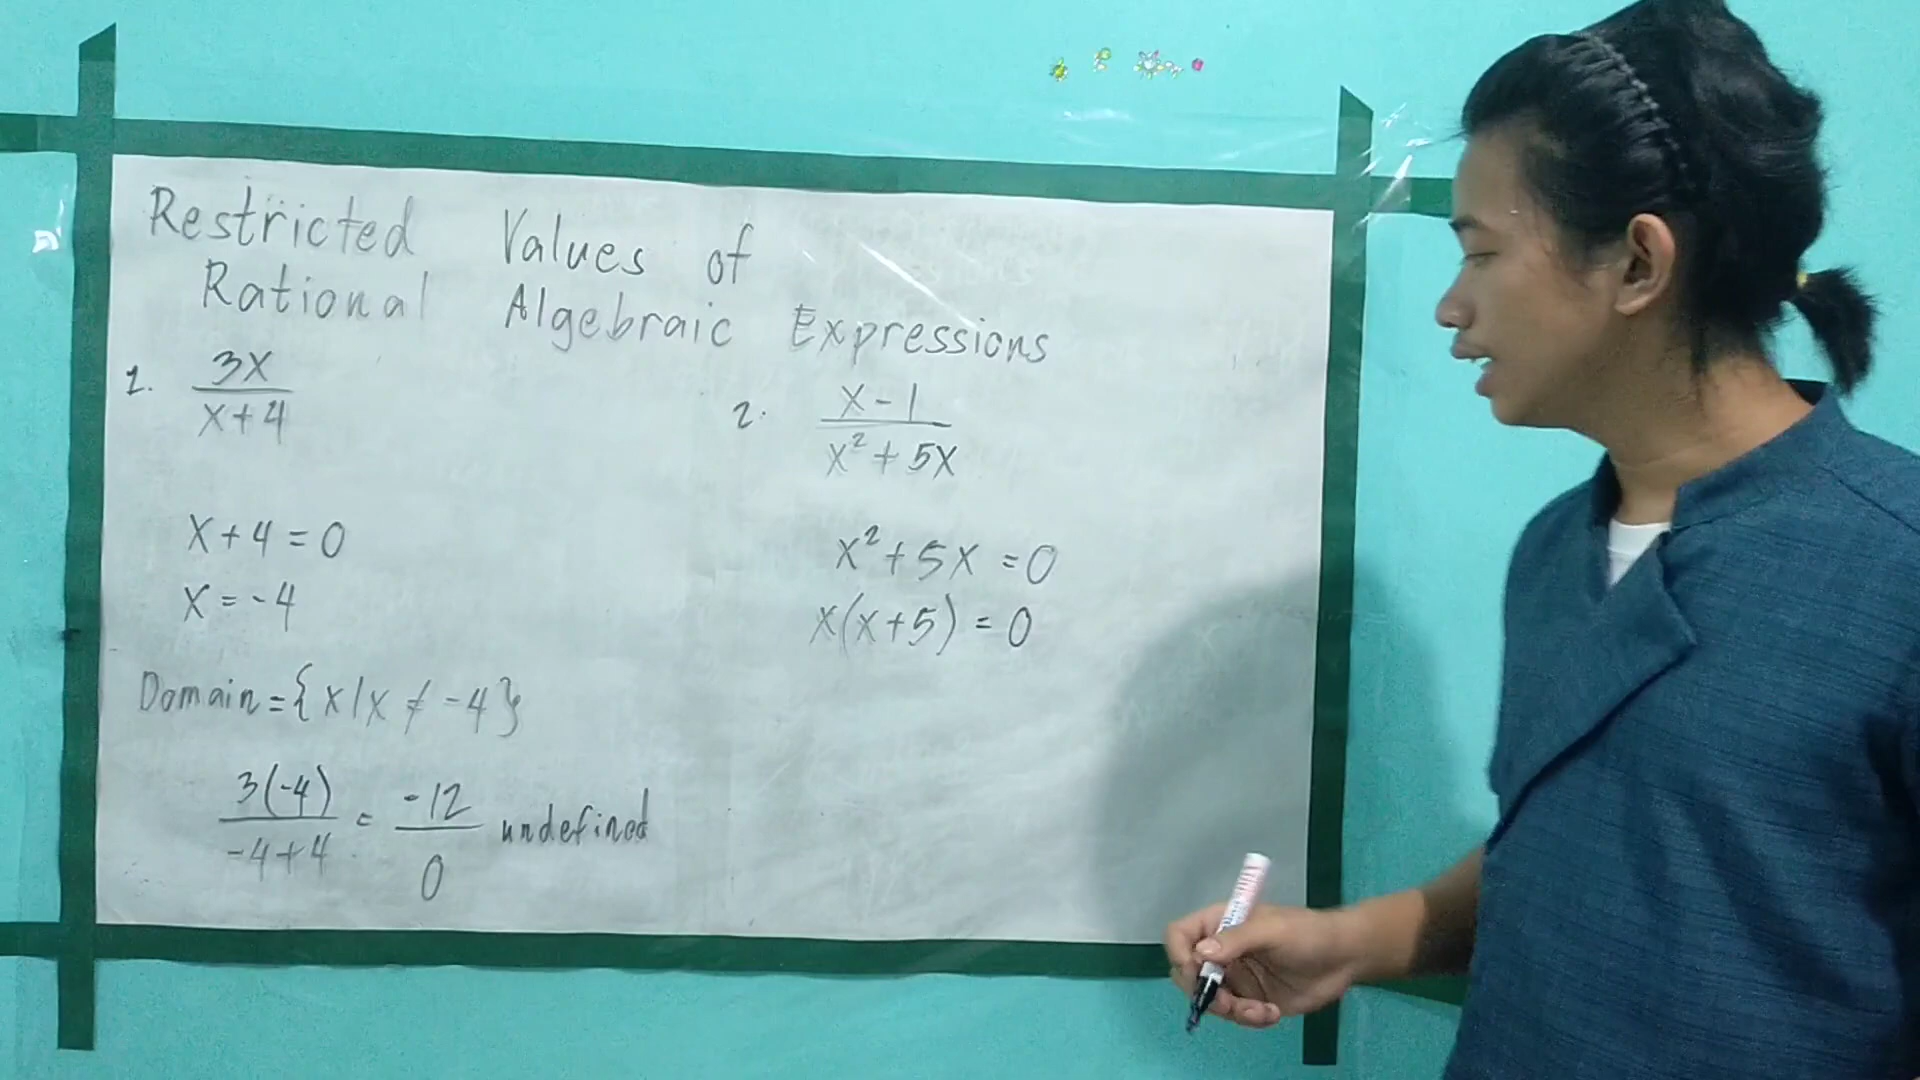 Restricted Values of
Rational Algebraic Expressions
1. 3x/(x+4)
x+4=0
x=-4
Domain={x|x≠-4}
3(-4)/(-4+4) = -12/0 undefined
2. (x-1)/(x²+5x)
x²+5x=0
x(x+5)=0